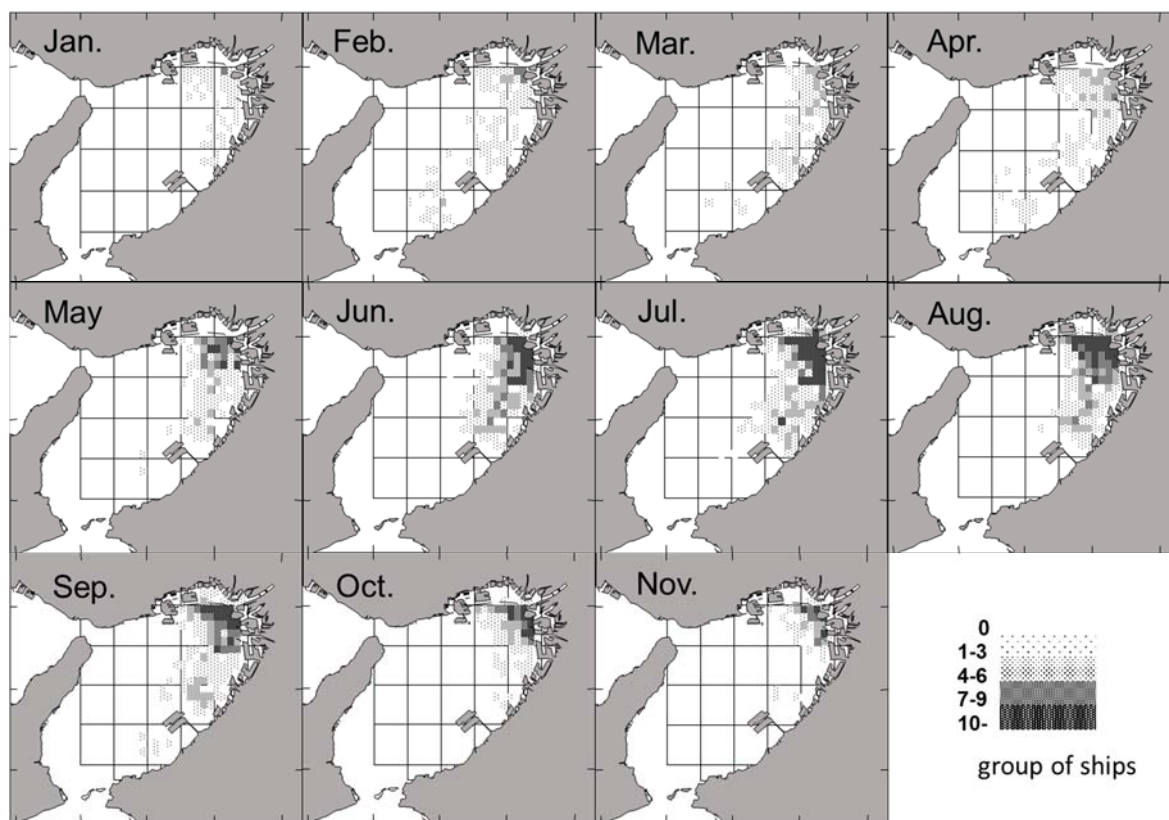 Jan.
Feb.
Mar.
Apr.
May
Jun.
Jul.
Aug.
Sep.
Oct.
Nov.
0
1-3
4-6
7-9
10-
group of ships